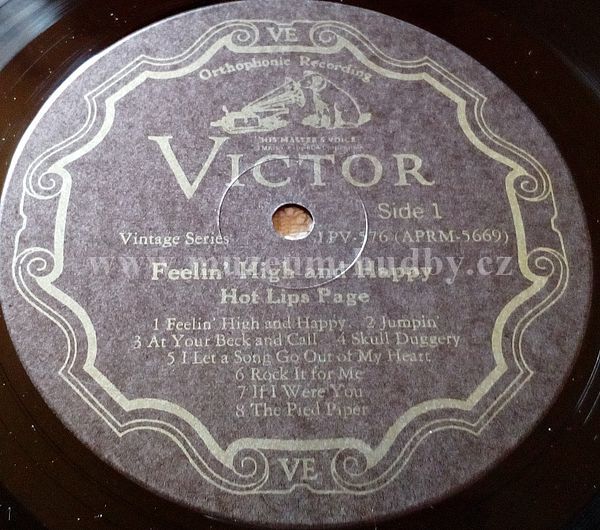 VE
Orthophonic Recording
HIS MASTER'S VOICE
VICTOR
Side 1
Vintage Series LPV-576 (APRM-5669)
www.muzeum-hudby.cz
Feelin' High and Happy
Hot Lips Page
1 Feelin' High and Happy 2 Jumpin'
3 At Your Beck and Call 4 Skull Duggery
5 I Let a Song Go Out of My Heart
6 Rock It for Me
7 If I Were You
8 The Pied Piper
VE